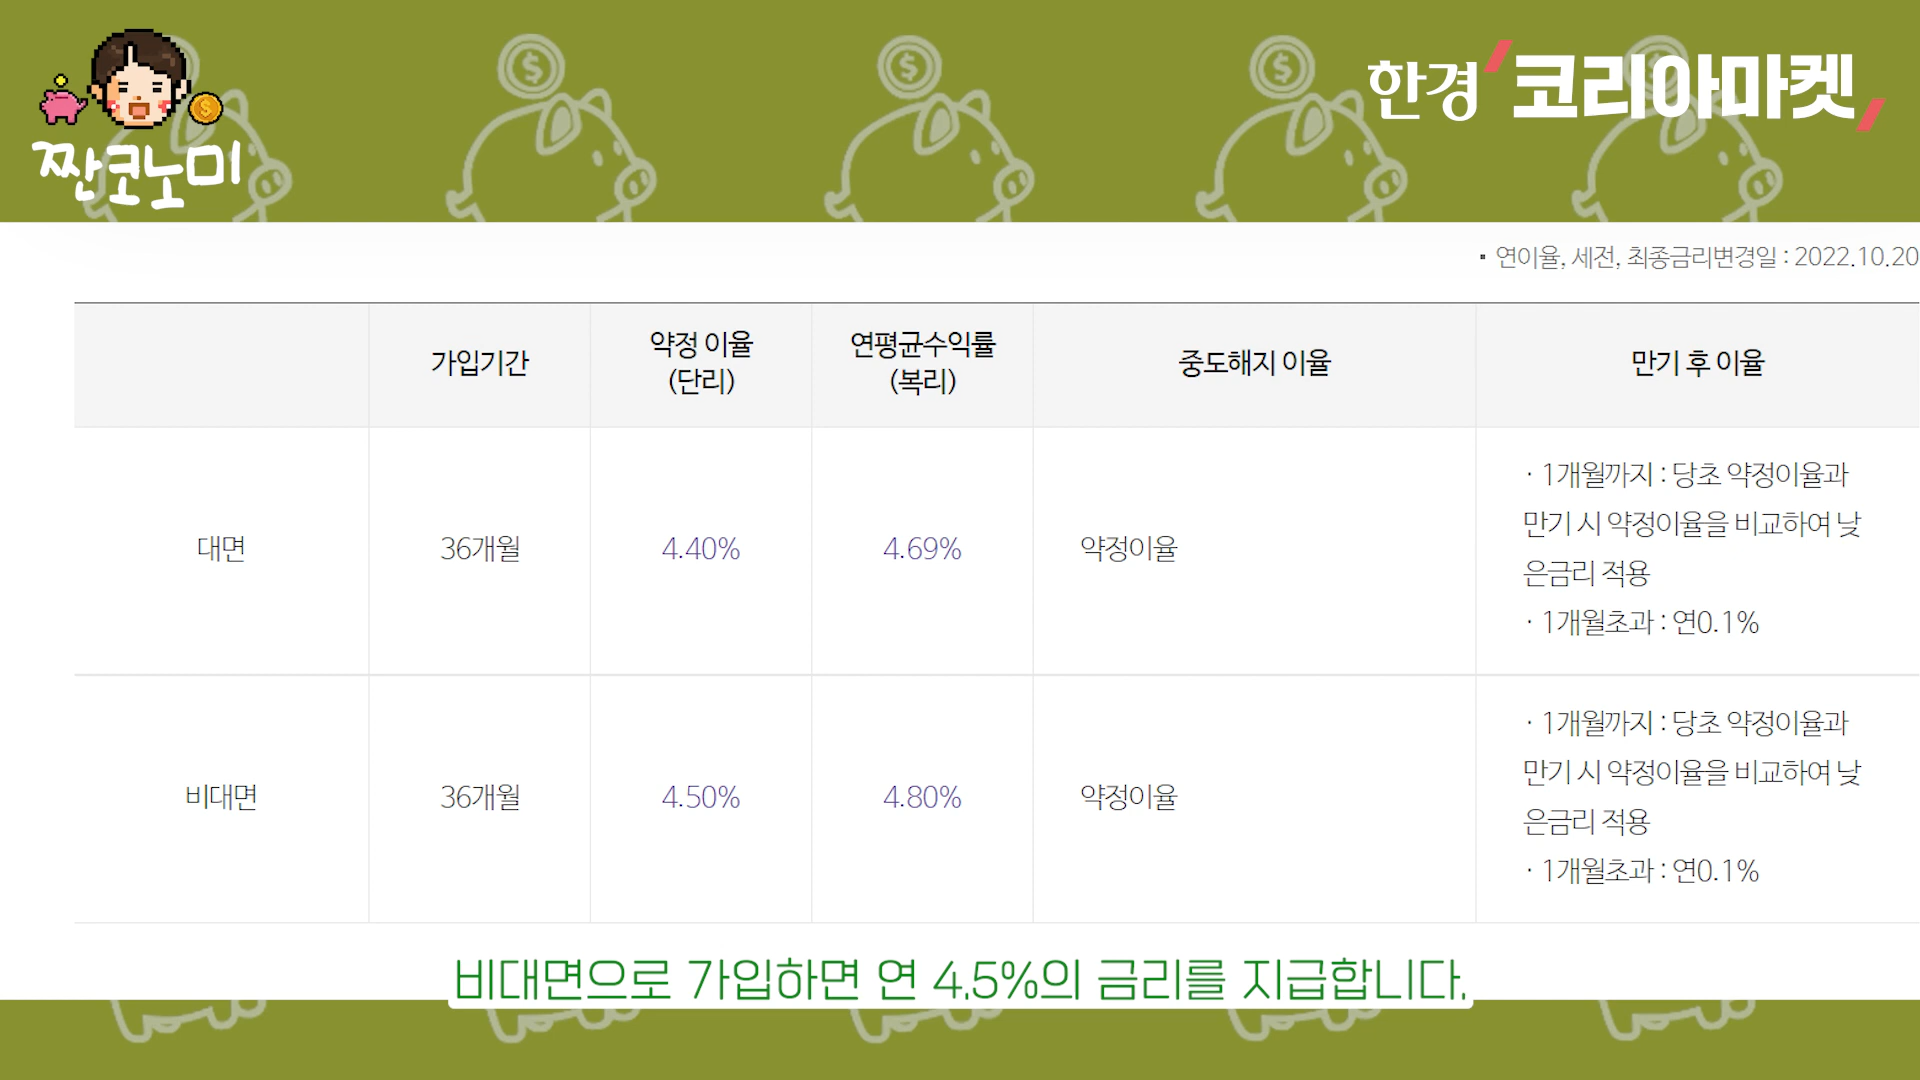 짠코노미
한경 코리아마켓
▪ 연이율, 세전, 최종금리변경일 : 2022.10.20
가입기간
약정 이율
(단리)
연평균수익률
(복리)
중도해지 이율
만기 후 이율
대면
36개월
4.40%
4.69%
약정이율
· 1개월까지 : 당초 약정이율과
만기 시 약정이율을 비교하여 낮
은금리 적용
· 1개월초과 : 연0.1%
비대면
36개월
4.50%
4.80%
약정이율
· 1개월까지 : 당초 약정이율과
만기 시 약정이율을 비교하여 낮
은금리 적용
· 1개월초과 : 연0.1%
비대면으로 가입하면 연 4.5%의 금리를 지급합니다.